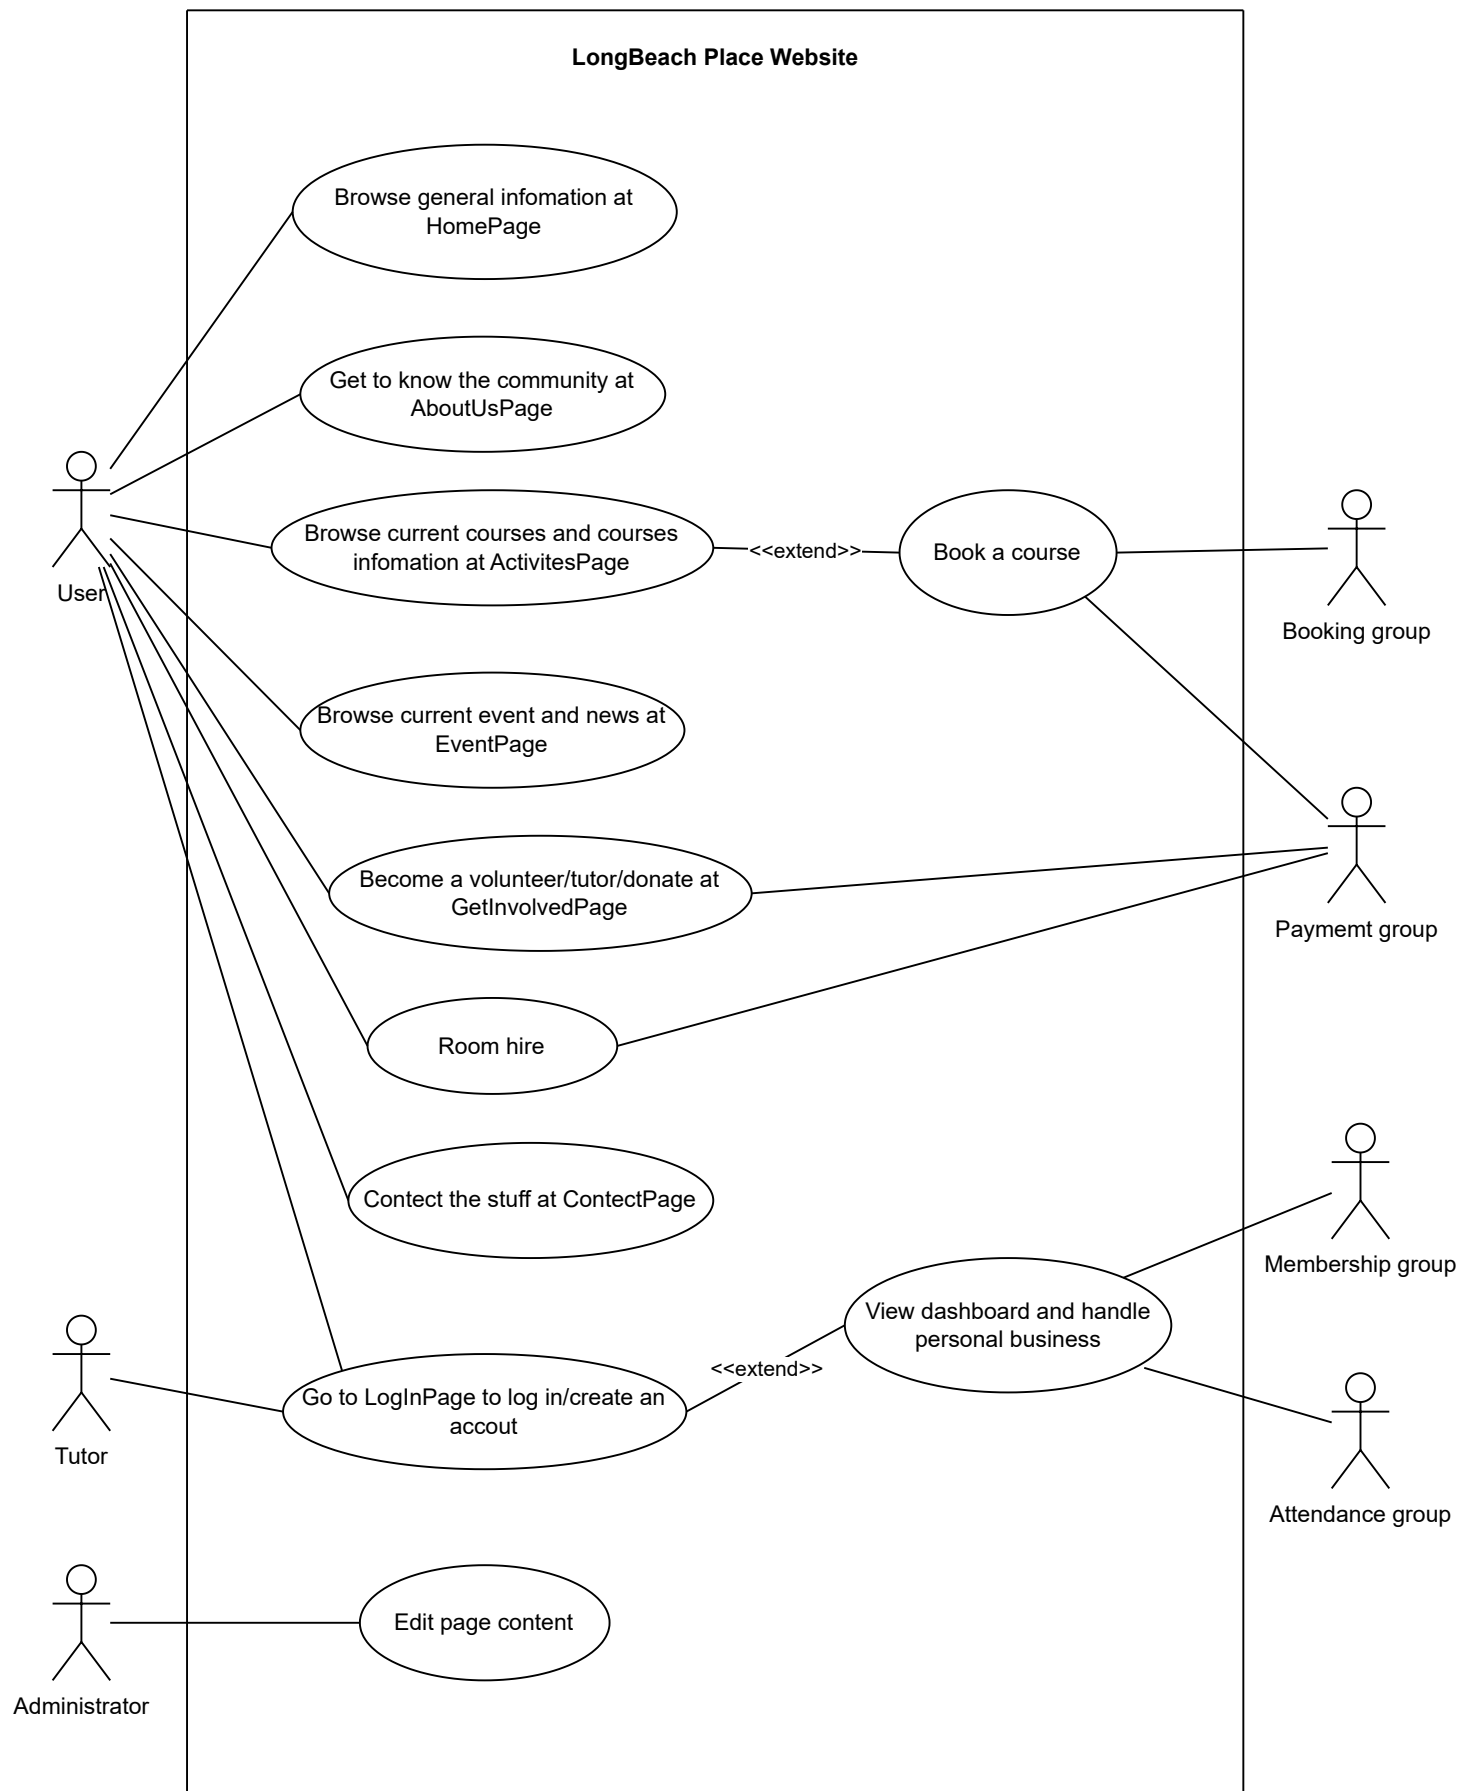 LongBeach Place Website
Browse general infomation at
HomePage
Get to know the community at
AboutUsPage
User
Browse current courses and courses
infomation at ActivitesPage
<<extend>>
Book a course
Booking group
Browse current event and news at
EventPage
Become a volunteer/tutor/donate at
GetInvolvedPage
Paymemt group
Room hire
Contect the stuff at ContectPage
Membership group
View dashboard and handle
personal business
<<extend>>
Go to LogInPage to log in/create an
accout
Tutor
Attendance group
Edit page content
Administrator